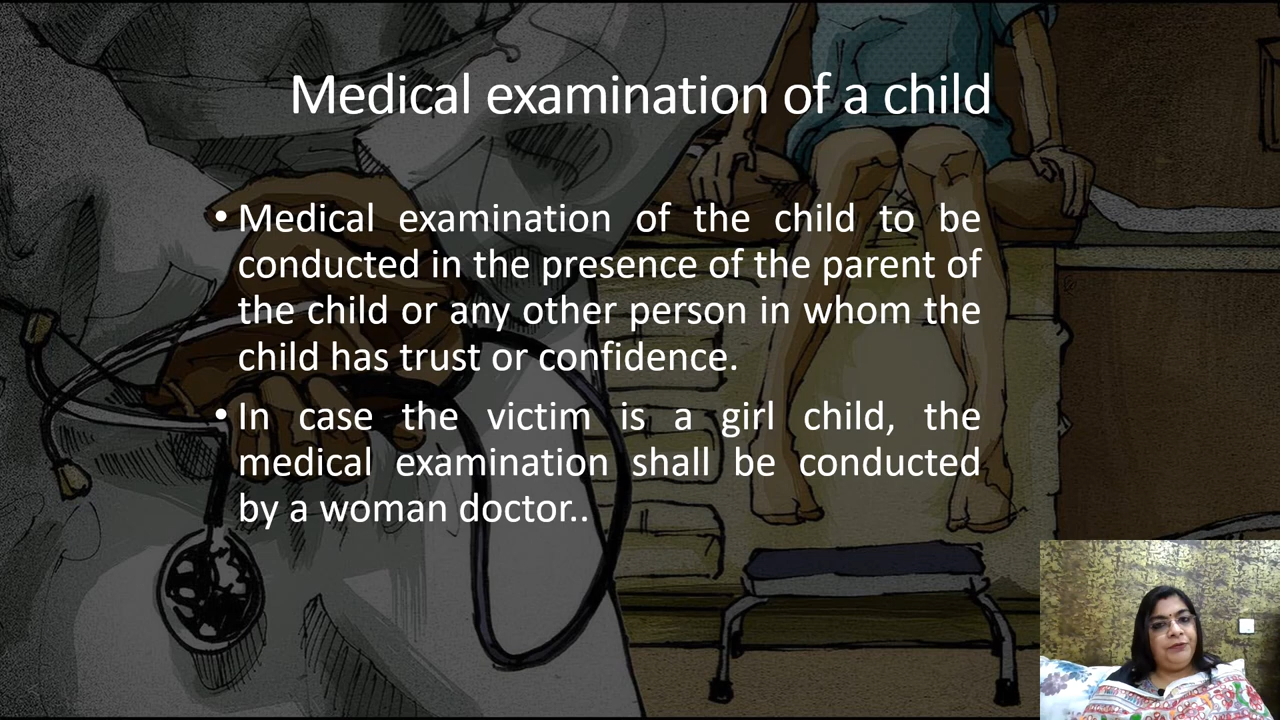 Medical examination of a child
• Medical examination of the child to be
conducted in the presence of the parent of
the child or any other person in whom the
child has trust or confidence.
• In case the victim is a girl child, the
medical examination shall be conducted
by a woman doctor..